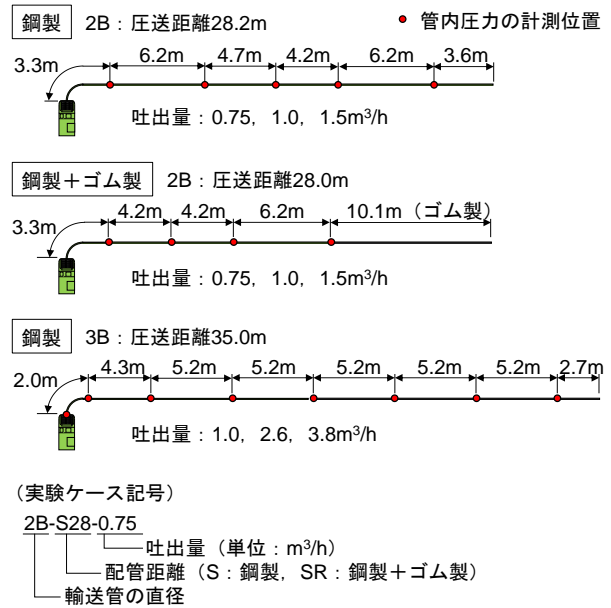 鋼製 2B：圧送距離28.2m ● 管内圧力の計測位置
3.3m 6.2m 4.7m 4.2m 6.2m 3.6m
吐出量：0.75, 1.0, 1.5m³/h
鋼製＋ゴム製 2B：圧送距離28.0m
3.3m 4.2m 4.2m 6.2m 10.1m（ゴム製）
吐出量：0.75, 1.0, 1.5m³/h
鋼製 3B：圧送距離35.0m
2.0m 4.3m 5.2m 5.2m 5.2m 5.2m 5.2m 2.7m
吐出量：1.0, 2.6, 3.8m³/h
（実験ケース記号）
2B-S28-0.75
吐出量（単位：m³/h）
配管距離（S：鋼製, SR：鋼製＋ゴム製）
輸送管の直径